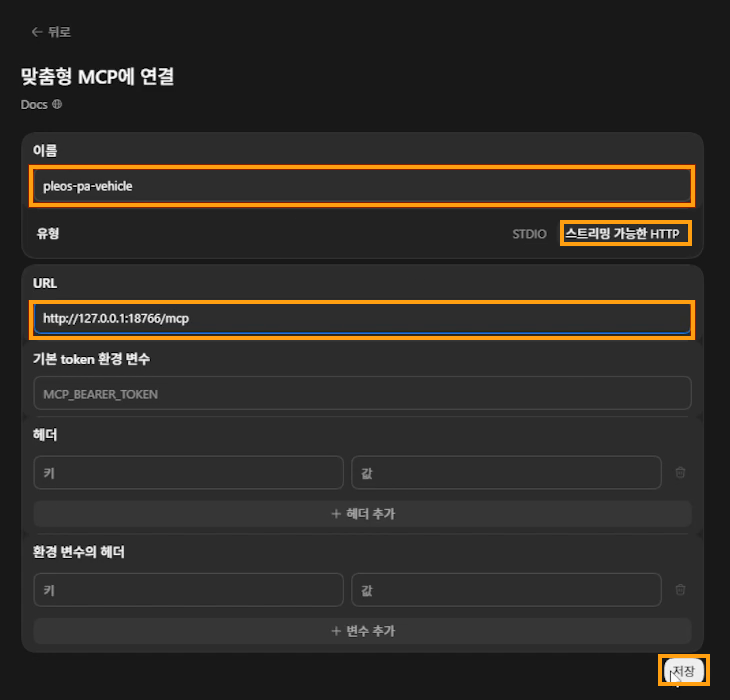 ← 뒤로
맞춤형 MCP에 연결
Docs
이름
pleos-pa-vehicle
유형 STDIO 스트리밍 가능한 HTTP
URL
http://127.0.0.1:18766/mcp
기본 token 환경 변수
MCP_BEARER_TOKEN
헤더
키 값
+ 헤더 추가
환경 변수의 헤더
키 값
+ 변수 추가
저장